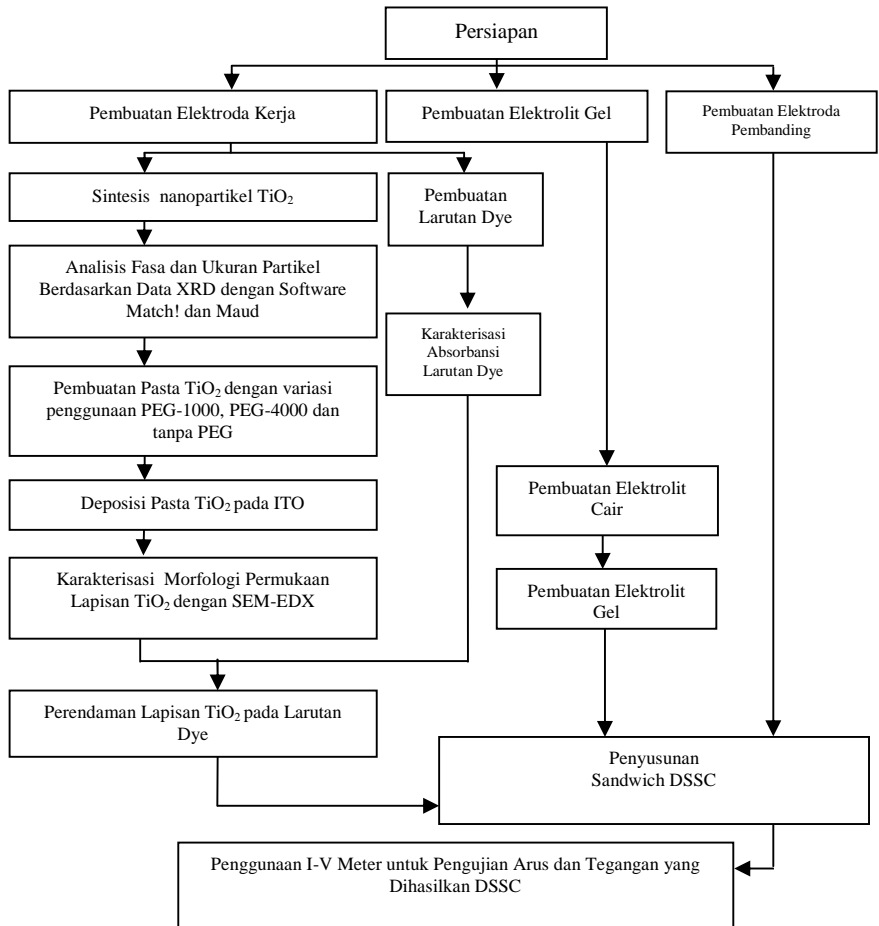 Persiapan
Pembuatan Elektroda Kerja
Pembuatan Elektrolit Gel
Pembuatan Elektroda
Pembanding
Sintesis nanopartikel TiO₂
Pembuatan
Larutan Dye
Analisis Fasa dan Ukuran Partikel
Berdasarkan Data XRD dengan Software
Match! dan Maud
Karakterisasi
Absorbansi
Larutan Dye
Pembuatan Pasta TiO₂ dengan variasi
penggunaan PEG-1000, PEG-4000 dan
tanpa PEG
Deposisi Pasta TiO₂ pada ITO
Pembuatan Elektrolit
Cair
Karakterisasi Morfologi Permukaan
Lapisan TiO₂ dengan SEM-EDX
Pembuatan Elektrolit
Gel
Perendaman Lapisan TiO₂ pada Larutan
Dye
Penyusunan
Sandwich DSSC
Penggunaan I-V Meter untuk Pengujian Arus dan Tegangan yang
Dihasilkan DSSC